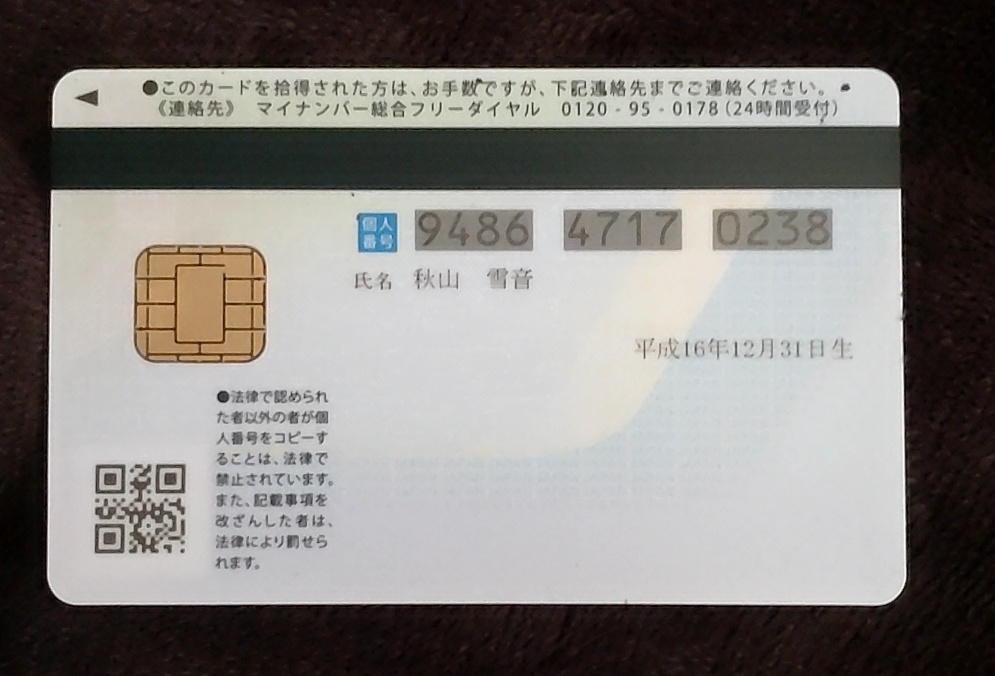 ●このカードを拾得された方は、お手数ですが、下記連絡先までご連絡ください。
《連絡先》 マイナンバー総合フリーダイヤル 0120-95-0178(24時間受付)
個人番号 9486 4717 0238
氏名 秋山 雪音
平成16年12月31日生
●法律で認められ
た者以外の者が個
人番号をコピーす
ることは、法律で
禁止されています。
また、記載事項を
改ざんした者は、
法律により罰せら
れます。